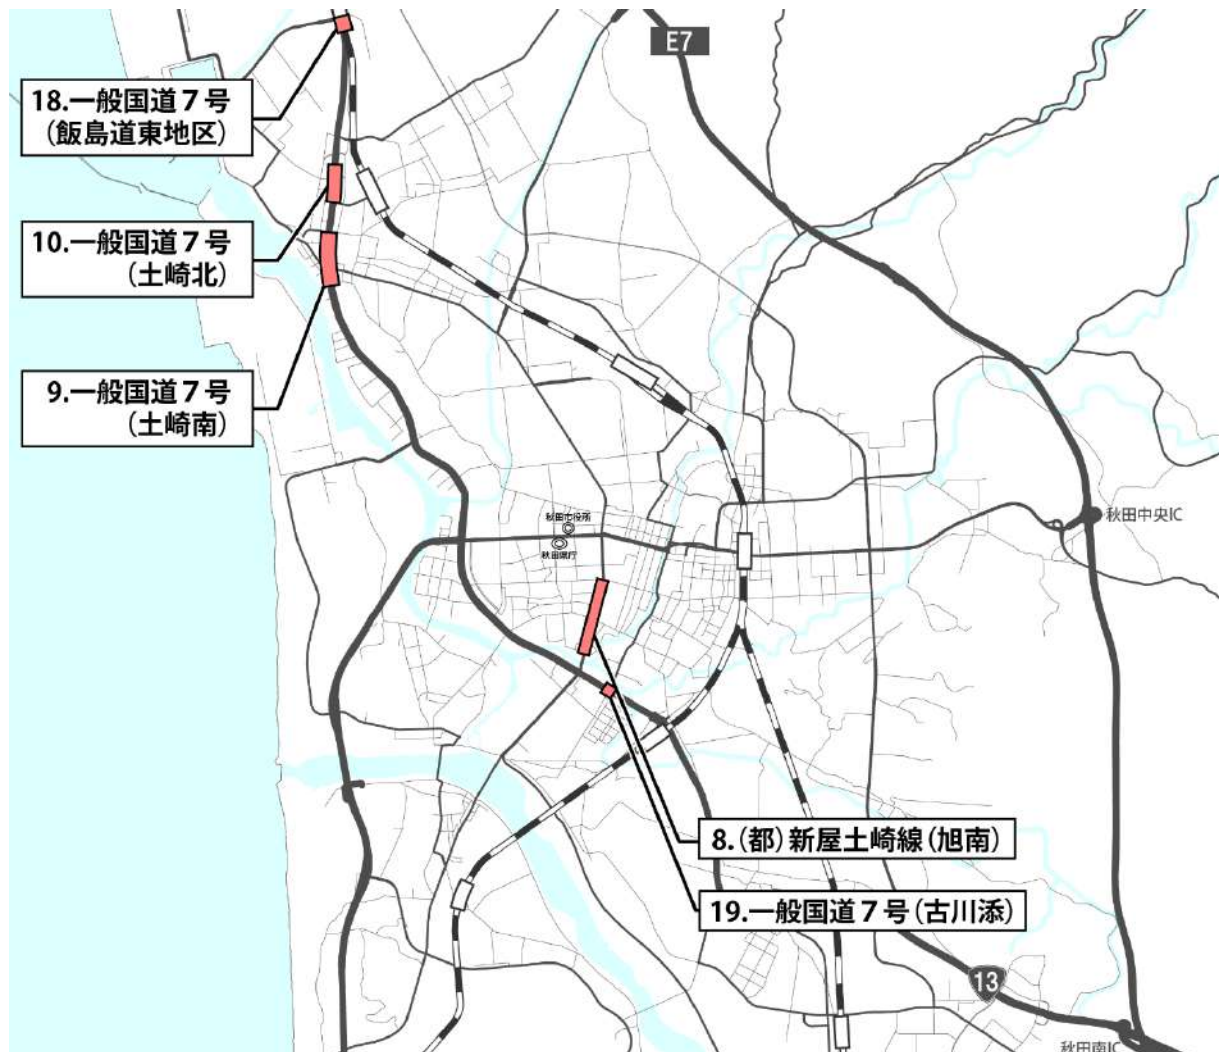 E7
18.一般国道7号
(飯島道東地区)
10.一般国道7号
(土崎北)
9.一般国道7号
(土崎南)
秋田中央IC
秋田市役所
秋田県庁
8.(都)新屋土崎線(旭南)
19.一般国道7号(古川添)
13
秋田南IC